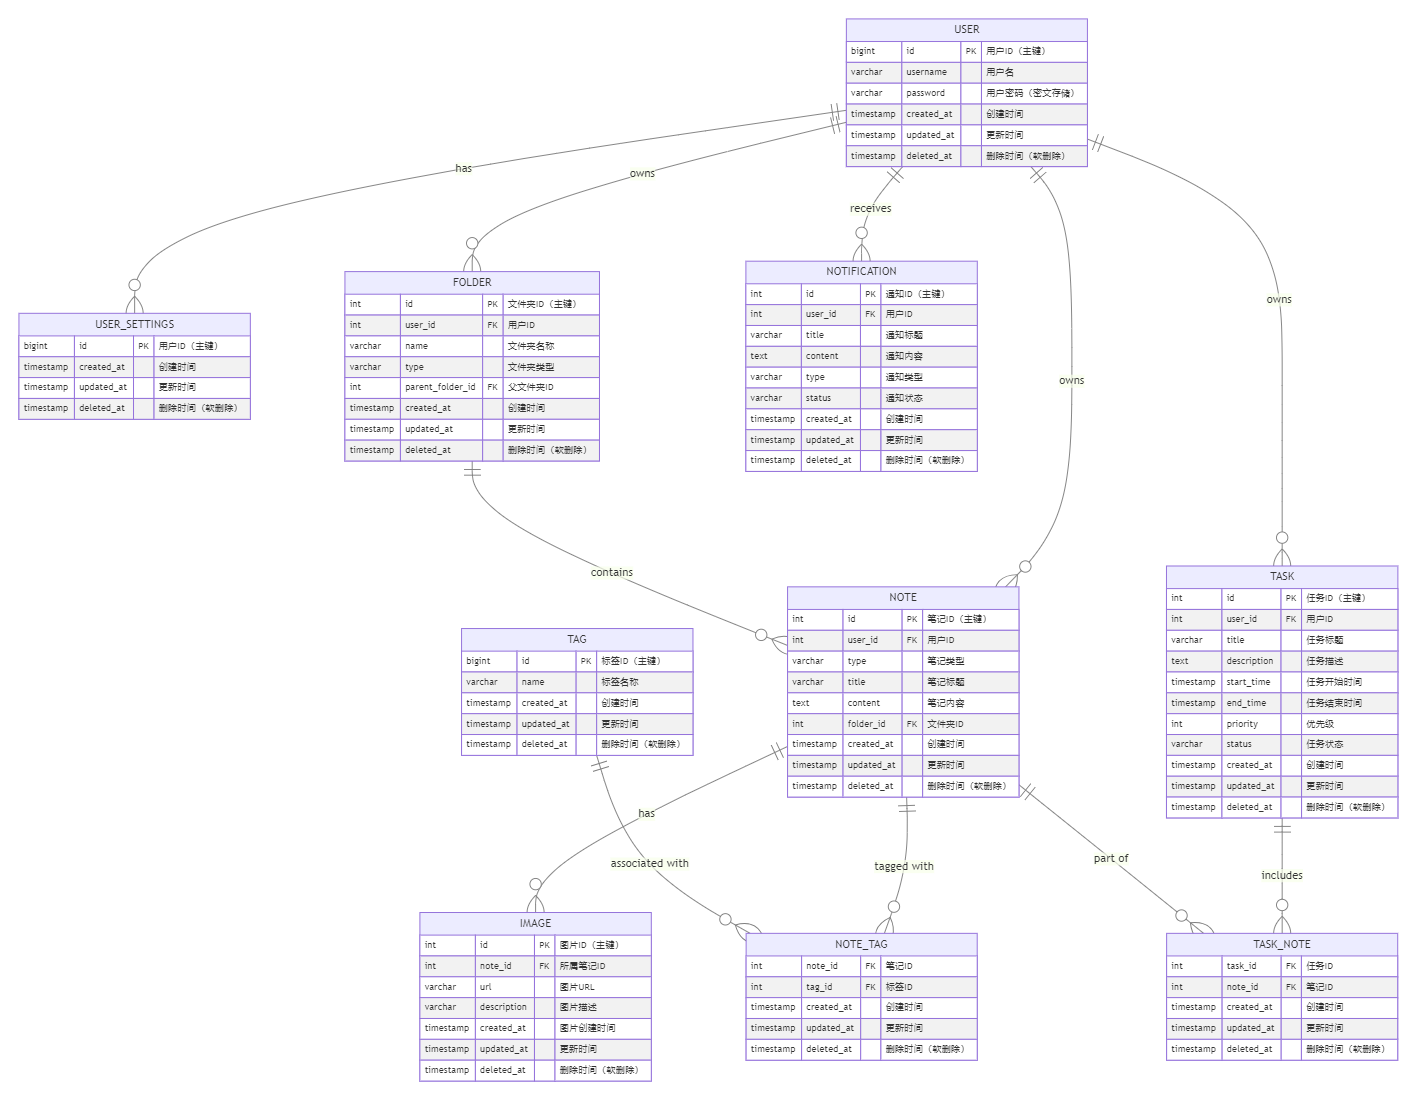 USER
bigint id PK 用户ID（主键）
varchar username 用户名
varchar password 用户密码（密文存储）
timestamp created_at 创建时间
timestamp updated_at 更新时间
timestamp deleted_at 删除时间（软删除）
has
owns
receives
owns
owns
USER_SETTINGS
bigint id PK 用户ID（主键）
timestamp created_at 创建时间
timestamp updated_at 更新时间
timestamp deleted_at 删除时间（软删除）
FOLDER
int id PK 文件夹ID（主键）
int user_id FK 用户ID
varchar name 文件夹名称
varchar type 文件夹类型
int parent_folder_id FK 父文件夹ID
timestamp created_at 创建时间
timestamp updated_at 更新时间
timestamp deleted_at 删除时间（软删除）
NOTIFICATION
int id PK 通知ID（主键）
int user_id FK 用户ID
varchar title 通知标题
text content 通知内容
varchar type 通知类型
varchar status 通知状态
timestamp created_at 创建时间
timestamp updated_at 更新时间
timestamp deleted_at 删除时间（软删除）
contains
TAG
bigint id PK 标签ID（主键）
varchar name 标签名称
timestamp created_at 创建时间
timestamp updated_at 更新时间
timestamp deleted_at 删除时间（软删除）
NOTE
int id PK 笔记ID（主键）
int user_id FK 用户ID
varchar type 笔记类型
varchar title 笔记标题
text content 笔记内容
int folder_id FK 文件夹ID
timestamp created_at 创建时间
timestamp updated_at 更新时间
timestamp deleted_at 删除时间（软删除）
TASK
int id PK 任务ID（主键）
int user_id FK 用户ID
varchar title 任务标题
text description 任务描述
timestamp start_time 任务开始时间
timestamp end_time 任务结束时间
int priority 优先级
varchar status 任务状态
timestamp created_at 创建时间
timestamp updated_at 更新时间
timestamp deleted_at 删除时间（软删除）
has
associated with
tagged with
part of
includes
IMAGE
int id PK 图片ID（主键）
int note_id FK 所属笔记ID
varchar url 图片URL
varchar description 图片描述
timestamp created_at 图片创建时间
timestamp updated_at 更新时间
timestamp deleted_at 删除时间（软删除）
NOTE_TAG
int note_id FK 笔记ID
int tag_id FK 标签ID
timestamp created_at 创建时间
timestamp updated_at 更新时间
timestamp deleted_at 删除时间（软删除）
TASK_NOTE
int task_id FK 任务ID
int note_id FK 笔记ID
timestamp created_at 创建时间
timestamp updated_at 更新时间
timestamp deleted_at 删除时间（软删除）